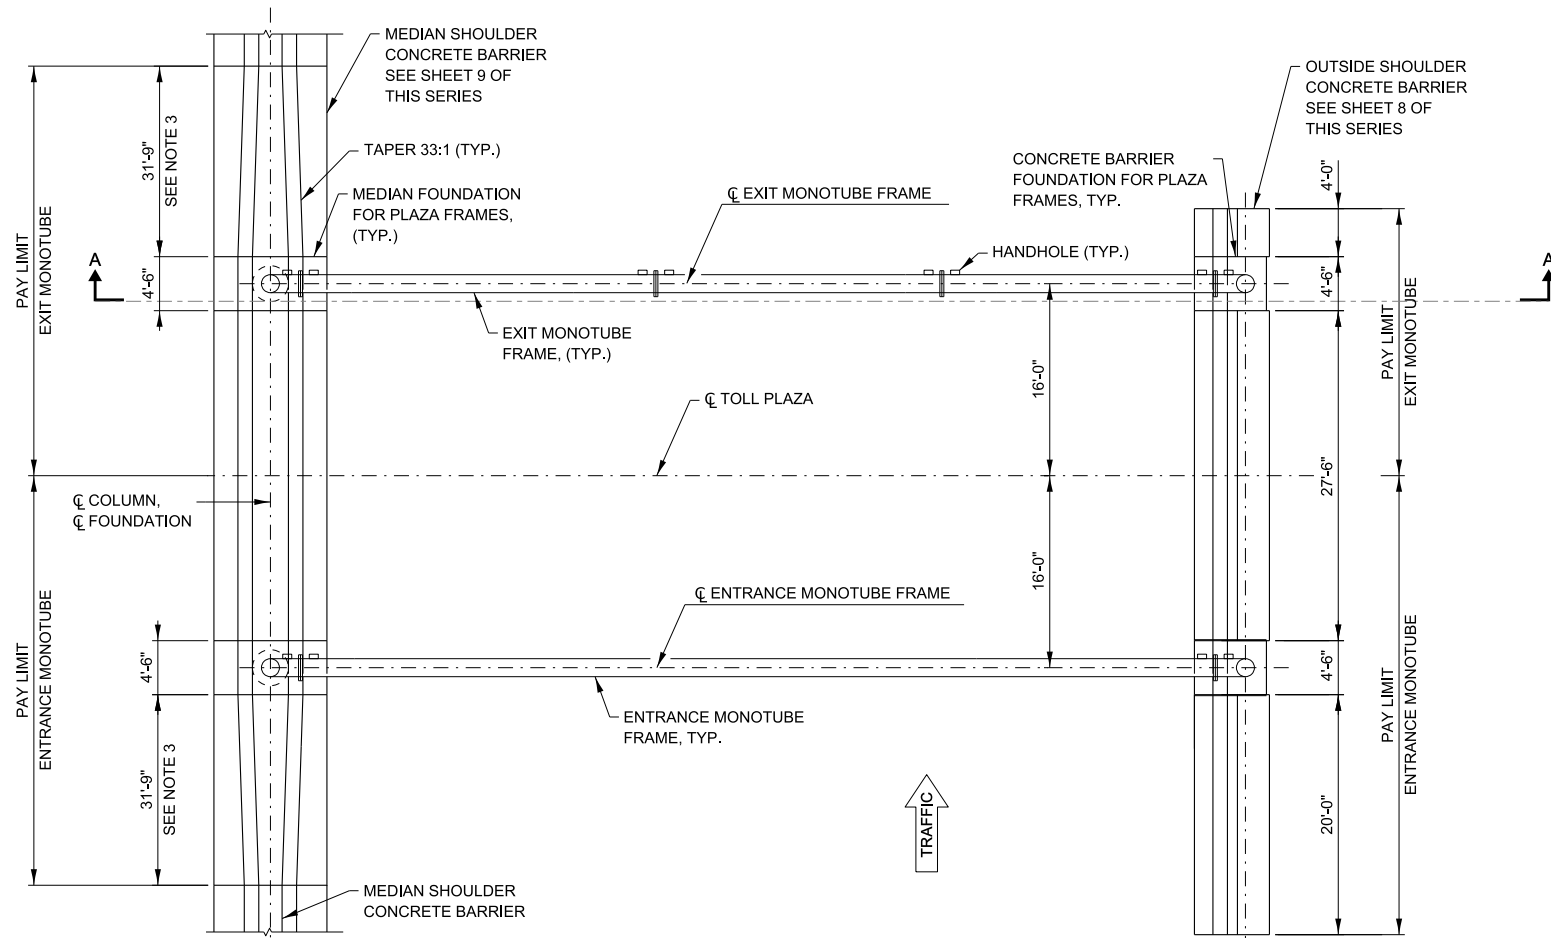 MEDIAN SHOULDER
CONCRETE BARRIER
SEE SHEET 9 OF
THIS SERIES
OUTSIDE SHOULDER
CONCRETE BARRIER
SEE SHEET 8 OF
THIS SERIES
31'-9"
SEE NOTE 3
TAPER 33:1 (TYP.)
MEDIAN FOUNDATION
FOR PLAZA FRAMES,
(TYP.)
℄ EXIT MONOTUBE FRAME
CONCRETE BARRIER
FOUNDATION FOR PLAZA
FRAMES, TYP.
4'-0"
HANDHOLE (TYP.)
PAY LIMIT
EXIT MONOTUBE
A
4'-6"
4'-6"
A
EXIT MONOTUBE
FRAME, (TYP.)
16'-0"
PAY LIMIT
EXIT MONOTUBE
℄ TOLL PLAZA
27'-6"
℄ COLUMN,
℄ FOUNDATION
16'-0"
℄ ENTRANCE MONOTUBE FRAME
PAY LIMIT
ENTRANCE MONOTUBE
4'-6"
4'-6"
PAY LIMIT
ENTRANCE MONOTUBE
ENTRANCE MONOTUBE
FRAME, TYP.
31'-9"
SEE NOTE 3
TRAFFIC
20'-0"
MEDIAN SHOULDER
CONCRETE BARRIER